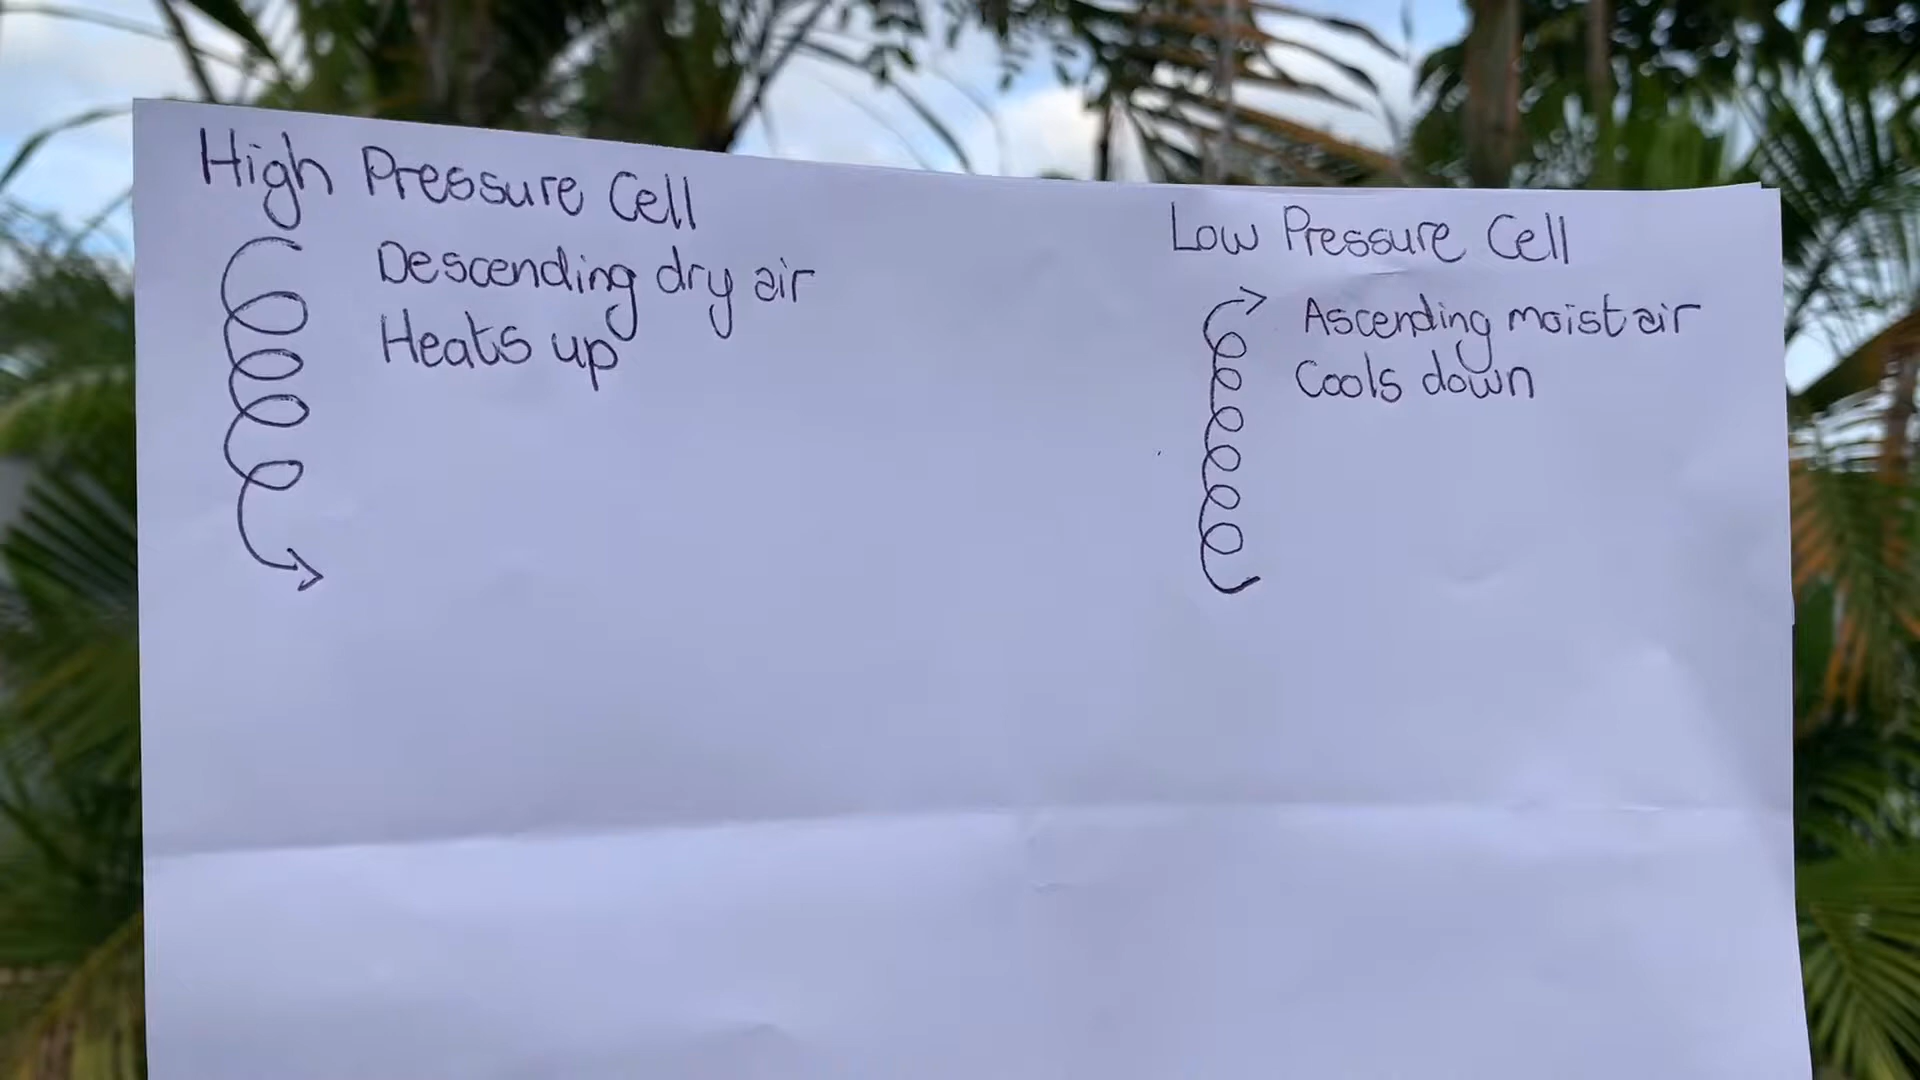 High Pressure Cell
Descending dry air
Heats up
Low Pressure Cell
Ascending moist air
Cools down